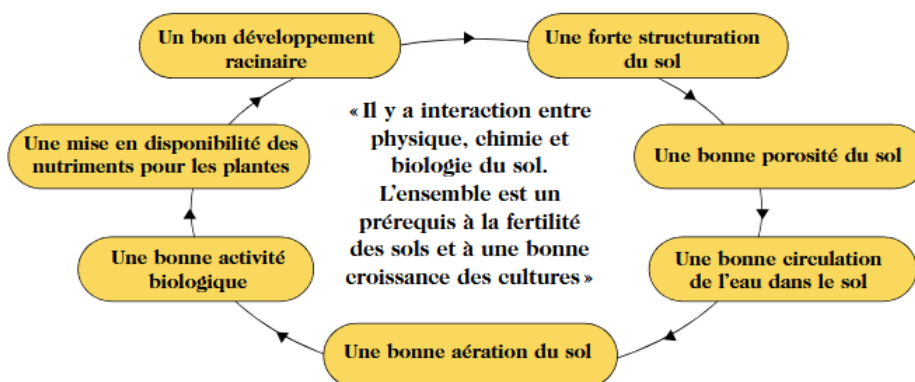 Un bon développement
racinaire
Une forte structuration
du sol
Une bonne porosité du sol
Une bonne circulation
de l'eau dans le sol
Une bonne aération du sol
Une bonne activité
biologique
Une mise en disponibilité des
nutriments pour les plantes
« Il y a interaction entre
physique, chimie et
biologie du sol.
L'ensemble est un
prérequis à la fertilité
des sols et à une bonne
croissance des cultures »